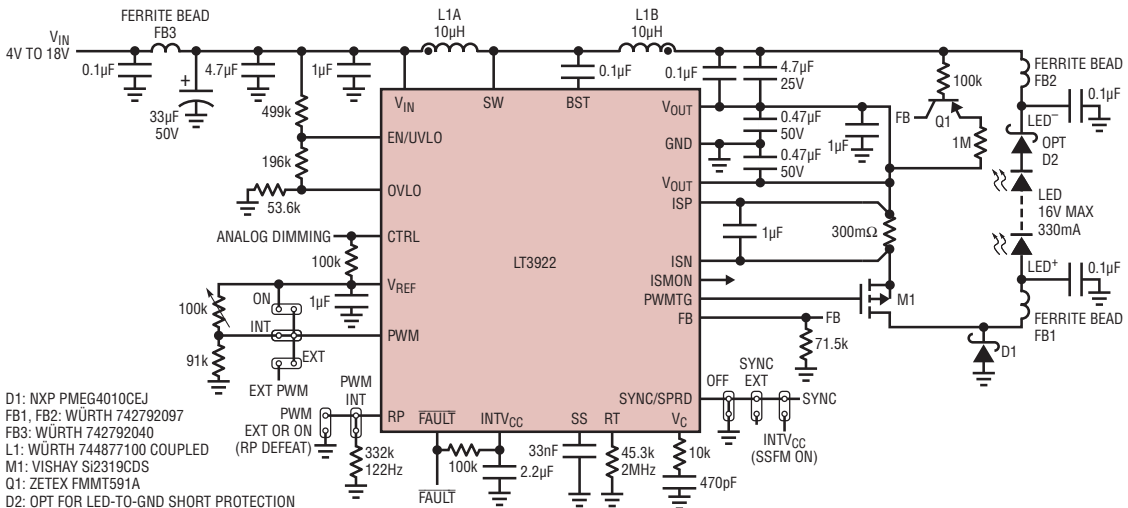 V_IN
4V TO 18V
FERRITE BEAD
FB3
0.1µF
33µF
50V
4.7µF
1µF
499k
196k
53.6k
L1A
10µH
0.1µF
L1B
10µH
0.1µF
4.7µF
25V
0.47µF
50V
0.47µF
50V
1µF
100k
FB
Q1
1M
FERRITE BEAD
FB2
0.1µF
LED–
OPT
D2
LED
16V MAX
330mA
LED+
0.1µF
FERRITE BEAD
FB1
V_IN
SW
BST
V_OUT
EN/UVLO
GND
V_OUT
OVLO
ISP
1µF
300mΩ
ANALOG DIMMING
CTRL
100k
LT3922
ISN
ISMON
V_REF
1µF
PWMTG
M1
FB
FB
71.5k
D1
100k
ON
INT
EXT
91k
EXT PWM
PWM
PWM
INT
PWM
EXT OR ON
(RP DEFEAT)
RP
332k
122Hz
FAULT
INTV_CC
SS
RT
V_C
SYNC/SPRD
OFF
SYNC
EXT
SYNC
INTV_CC
(SSFM ON)
100k
2.2µF
33nF
45.3k
2MHz
10k
470pF
FAULT
D1: NXP PMEG4010CEJ
FB1, FB2: WÜRTH 742792097
FB3: WÜRTH 742792040
L1: WÜRTH 744877100 COUPLED
M1: VISHAY Si2319CDS
Q1: ZETEX FMMT591A
D2: OPT FOR LED-TO-GND SHORT PROTECTION